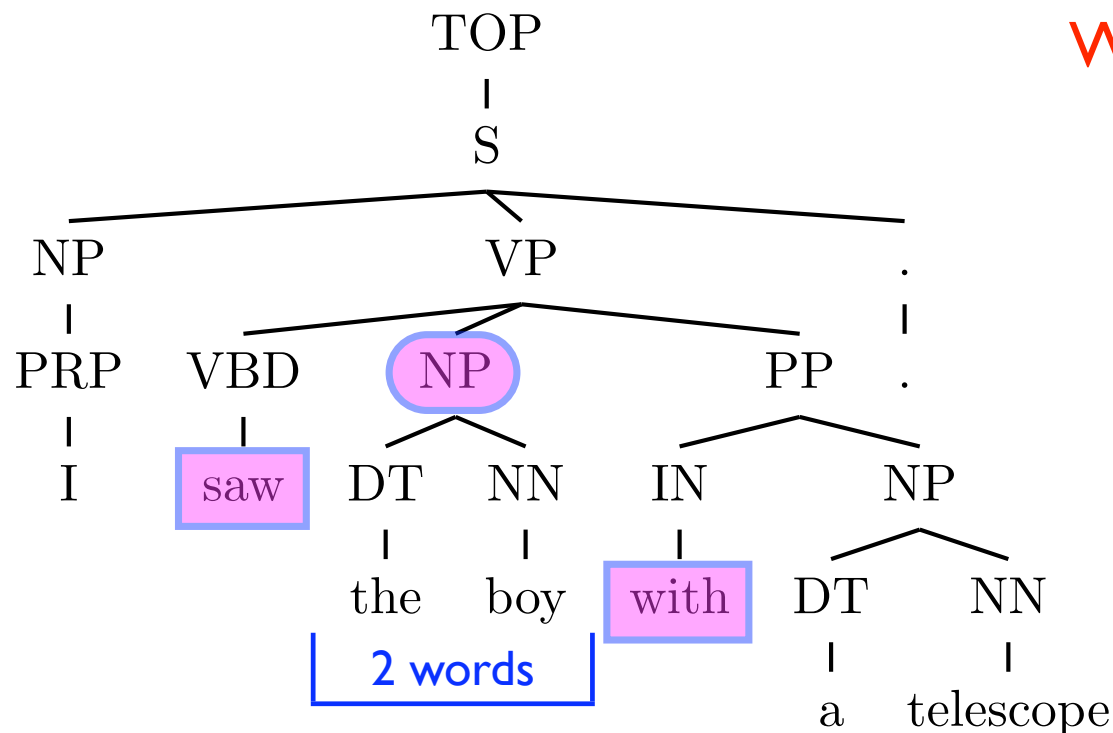 TOP
S
NP VP .
PRP VBD NP PP .
I saw DT NN IN NP
the boy with DT NN
2 words
a telescope